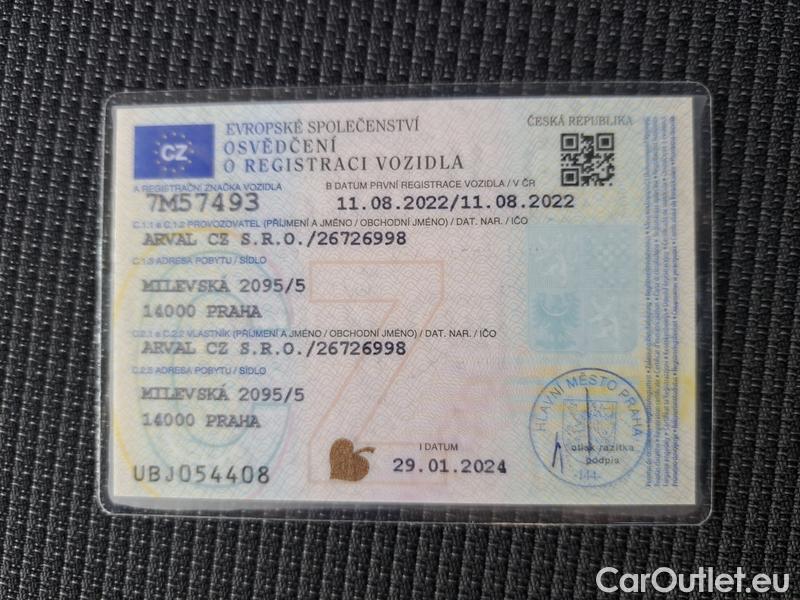 CZ
EVROPSKÉ SPOLEČENSTVÍ
OSVĚDČENÍ
O REGISTRACI VOZIDLA
ČESKÁ REPUBLIKA
A REGISTRAČNÍ ZNAČKA VOZIDLA
B DATUM PRVNÍ REGISTRACE VOZIDLA / V ČR
7M57493
11.08.2022/11.08.2022
C.1.1 a C.1.2 PROVOZOVATEL (PŘÍJMENÍ A JMÉNO / OBCHODNÍ JMÉNO) / DAT. NAR. / IČO
ARVAL CZ S.R.O./26726998
C.1.3 ADRESA POBYTU / SÍDLO
MILEVSKÁ 2095/5
14000 PRAHA
C.2.1 a C.2.2 VLASTNÍK (PŘÍJMENÍ A JMÉNO / OBCHODNÍ JMÉNO) / DAT. NAR. / IČO
ARVAL CZ S.R.O./26726998
C.2.3 ADRESA POBYTU / SÍDLO
MILEVSKÁ 2095/5
14000 PRAHA
HLAVNÍ MĚSTO PRAHA
otisk razítka
podpis
-144-
I DATUM
29.01.2024
UBJ054408
CarOutlet.eu